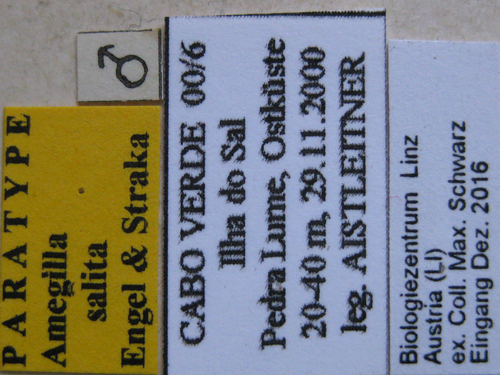 PARATYPE
Amegilla
salita
Engel & Straka
♂
CABO VERDE 00/6
Ilha do Sal
Pedra Lume, Ostküste
20-40 m, 29.11.2000
leg. AISTLEITNER
Biologiezentrum Linz
Austria (LI)
ex. Coll. Max. Schwarz
Eingang Dez. 2016